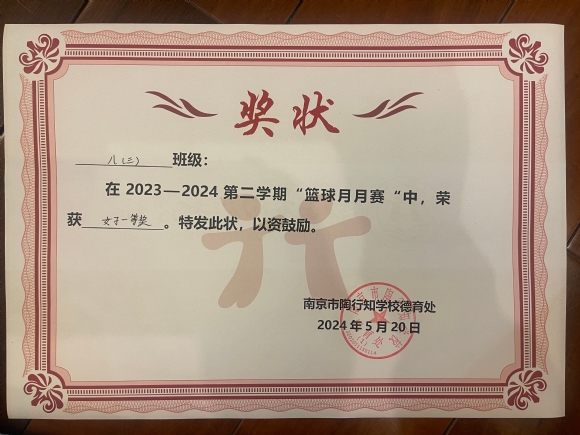 奖状
八(三)班级：
在 2023—2024 第二学期“篮球月月赛“中，荣
获女子一等奖。特发此状，以资鼓励。
南京市陶行知学校德育处
2024 年 5 月 20 日